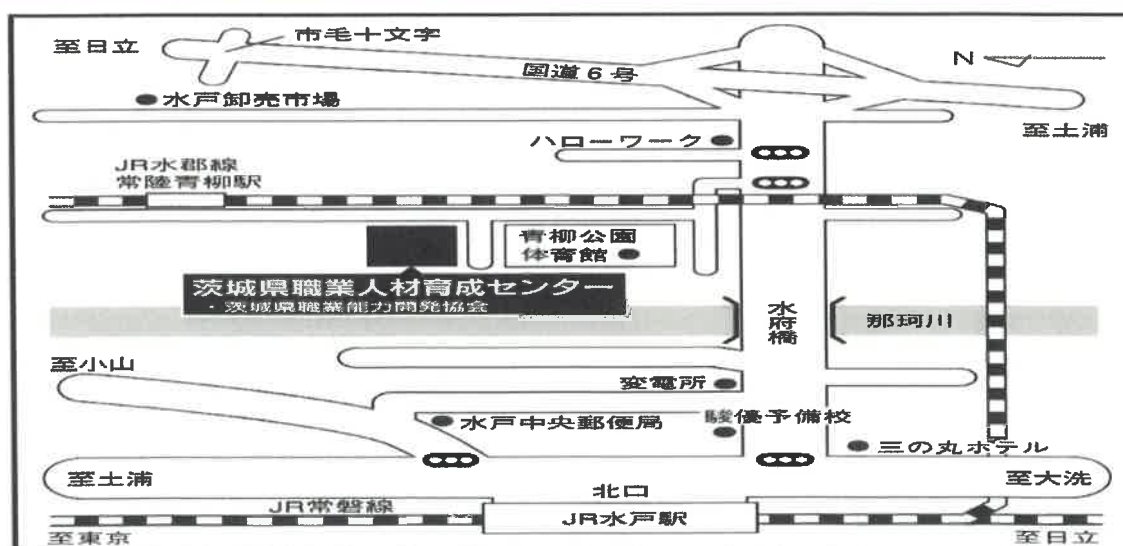 至日立
市毛十文字
国道6号
N
水戸卸売市場
至土浦
ハローワーク
JR水郡線
常陸青柳駅
青柳公園
体育館
茨城県職業人材育成センター
・茨城県職業能力開発協会
水府橋
那珂川
至小山
変電所
水戸中央郵便局
駿優予備校
三の丸ホテル
至土浦
至大洗
北口
JR常磐線
JR水戸駅
至東京
至日立